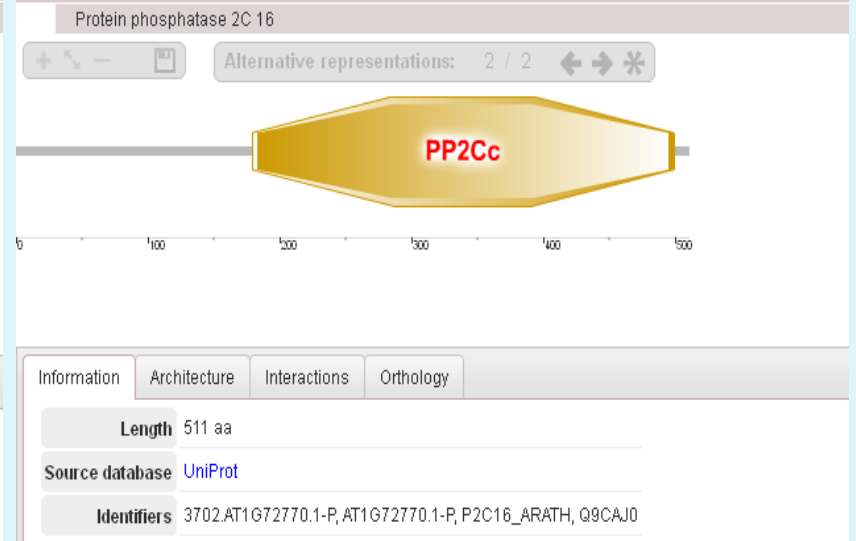 Protein phosphatase 2C 16
Alternative representations: 2 / 2
PP2Cc
0 100 200 300 400 500
Information Architecture Interactions Orthology
Length 511 aa
Source database UniProt
Identifiers 3702.AT1G72770.1-P, AT1G72770.1-P, P2C16_ARATH, Q9CAJ0